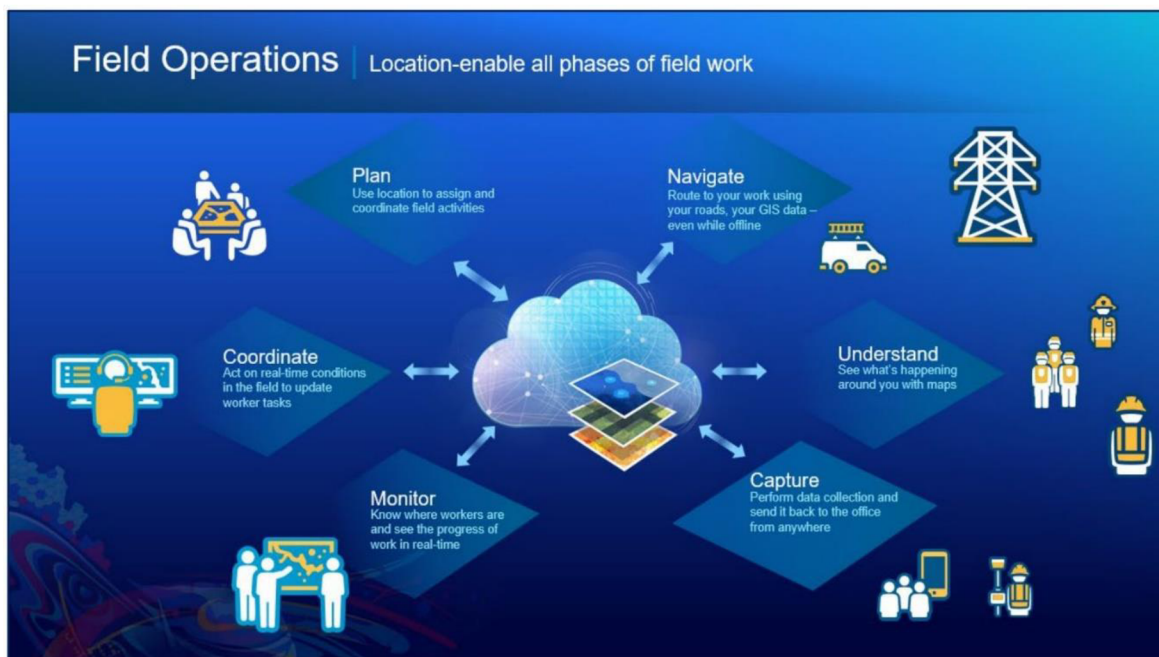 Field Operations
Location-enable all phases of field work
Plan
Use location to assign and
coordinate field activities
Navigate
Route to your work using
your roads, your GIS data –
even while offline
Coordinate
Act on real-time conditions
in the field to update
worker tasks
Understand
See what's happening
around you with maps
Monitor
Know where workers are
and see the progress of
work in real-time
Capture
Perform data collection and
send it back to the office
from anywhere